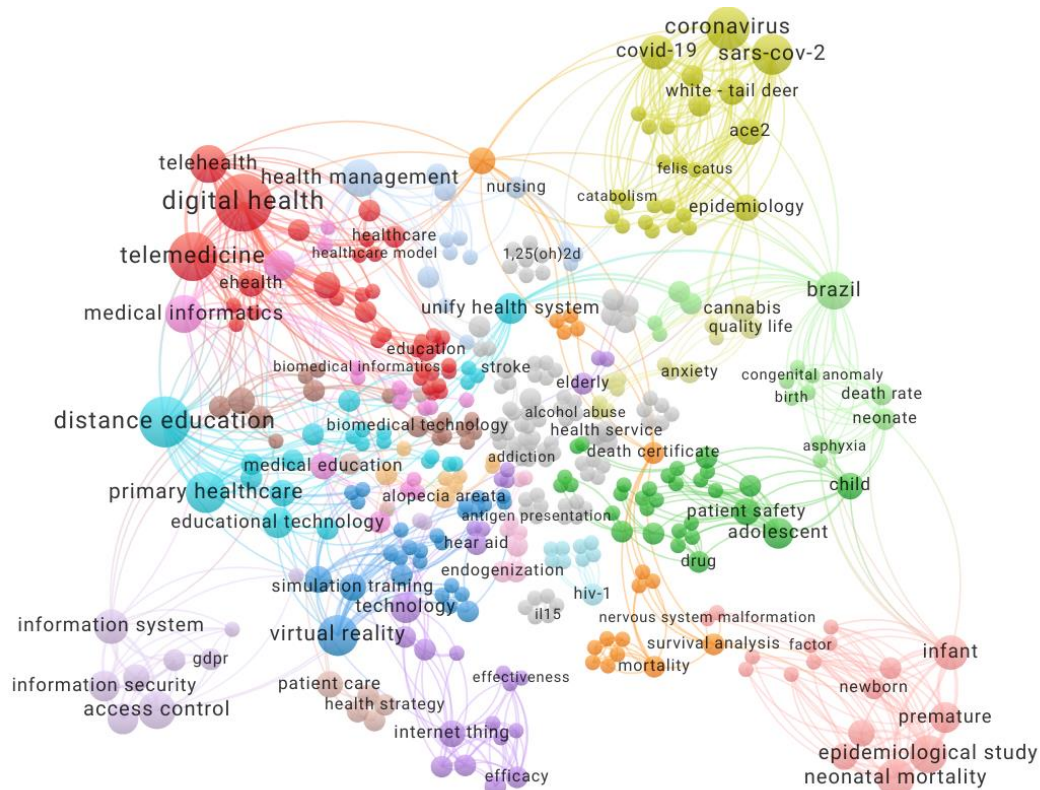 coronavirus
covid-19
sars-cov-2
white - tail deer
ace2
telehealth
felis catus
health management
nursing
catabolism
digital health
epidemiology
healthcare
telemedicine
healthcare model
1,25(oh)2d
ehealth
brazil
medical informatics
unify health system
cannabis
quality life
education
biomedical informatics
stroke
anxiety
elderly
congenital anomaly
birth
death rate
distance education
alcohol abuse
neonate
biomedical technology
health service
addiction
death certificate
asphyxia
medical education
primary healthcare
alopecia areata
child
educational technology
antigen presentation
patient safety
adolescent
hear aid
drug
endogenization
simulation training
hiv-1
technology
il15
information system
virtual reality
nervous system malformation
survival analysis
factor
infant
gdpr
mortality
information security
patient care
effectiveness
newborn
access control
health strategy
premature
internet thing
epidemiological study
efficacy
neonatal mortality